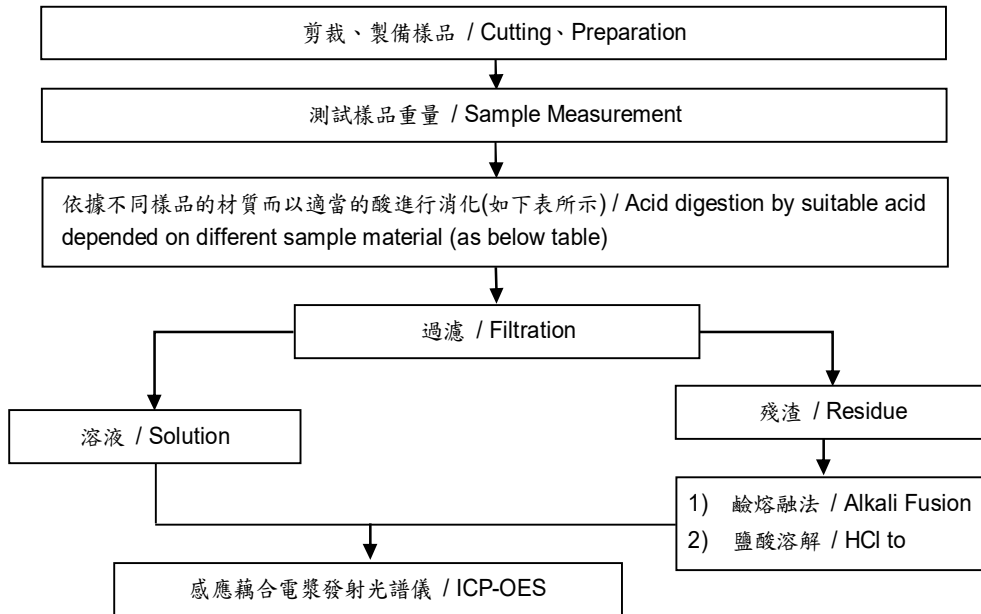 剪裁、製備樣品 / Cutting、Preparation
測試樣品重量 / Sample Measurement
依據不同樣品的材質而以適當的酸進行消化(如下表所示) / Acid digestion by suitable acid
depended on different sample material (as below table)
過濾 / Filtration
溶液 / Solution
殘渣 / Residue
1) 鹼熔融法 / Alkali Fusion
2) 鹽酸溶解 / HCl to
感應藕合電漿發射光譜儀 / ICP-OES